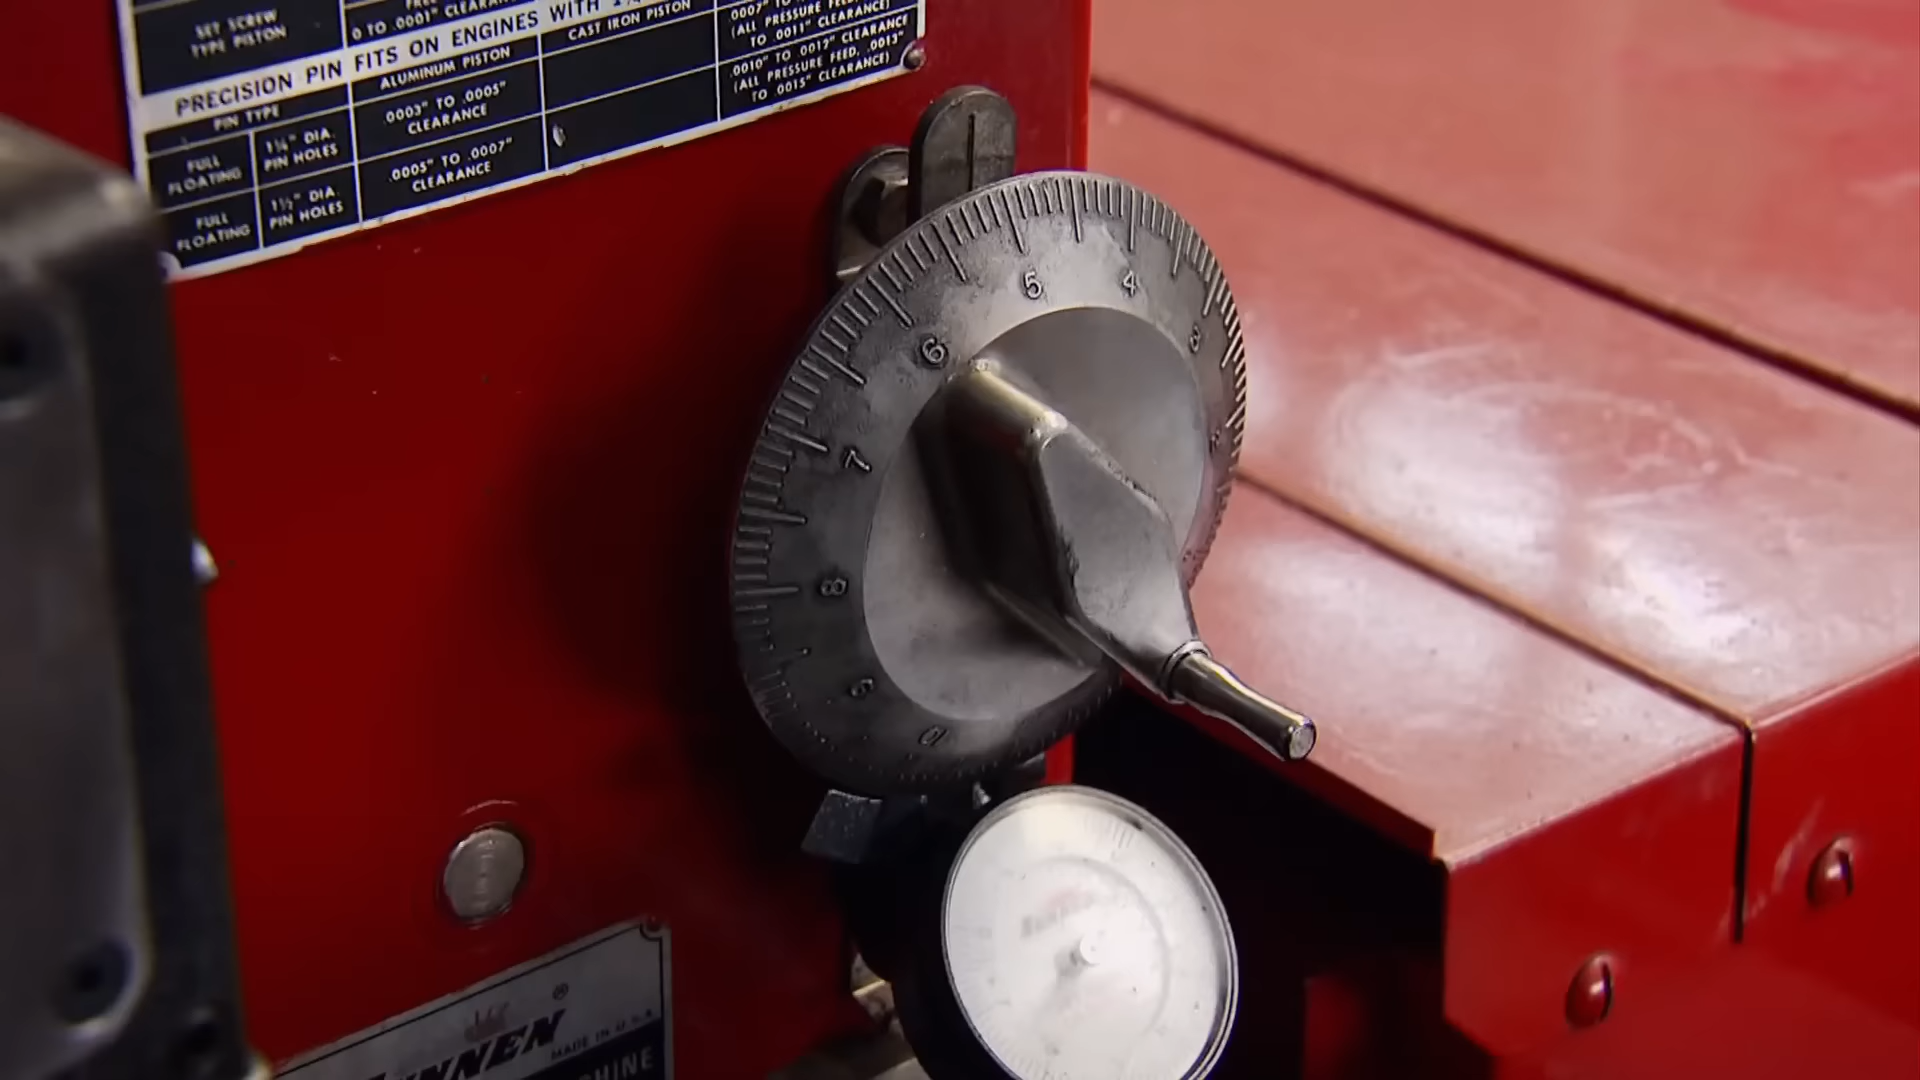 SET SCREW
TYPE PISTON
0 TO .0001" CLEARANCE
.0007" TO
(ALL PRESSURE FEED,
TO .0011" CLEARANCE)
PRECISION PIN FITS ON ENGINES WITH
PIN TYPE
ALUMINUM PISTON
CAST IRON PISTON
.0010" TO .0012" CLEARANCE
(ALL PRESSURE FEED, .0013"
TO .0015" CLEARANCE)
FULL
FLOATING
1¼" DIA.
PIN HOLES
.0003" TO .0005"
CLEARANCE
FULL
FLOATING
1½" DIA.
PIN HOLES
.0005" TO .0007"
CLEARANCE
5
4
3
6
7
8
9
®
MADE IN U.S.A.